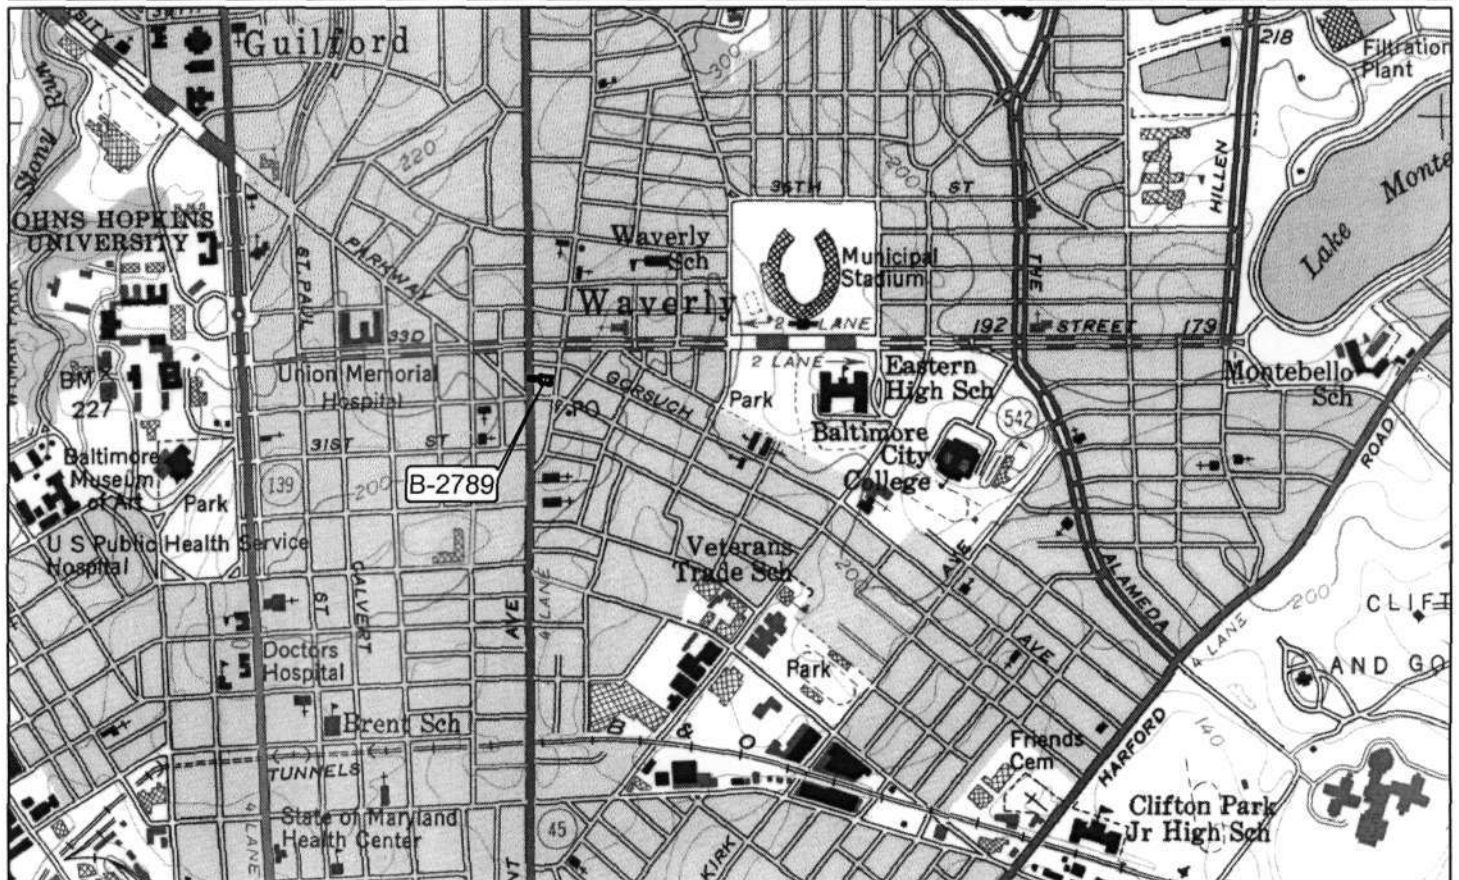 Guilford
218
Filtration
Plant
300
Stony Run
220
200
36TH
ST
HILLEN
Lake Monte
OHNS HOPKINS
UNIVERSITY
ST. PAUL
PARKWAY
Waverly
Sch
Municipal
Stadium
THE
Waverly
33D
2 LANE
192
STREET
179
2 LANE
Union Memorial
Hospital
BM
227
GORSUCH
Park
Eastern
High Sch
Montebello
Sch
PO
31ST
ST
542
Baltimore
City
College
ROAD
Baltimore
Museum
of Art
Park
139
200
B-2789
U S Public Health Service
Hospital
Veterans
Trade Sch
200
AVE
ALAMEDA
200
CLIFT
ST
CALVERT
AVE
4 LANE
4 LANE
Doctors
Hospital
AVE
Park
AND GO
Brent Sch
B
&
O
140
TUNNELS
Friends
Cem
HARFORD
State of Maryland
Health Center
4 LANE
45
KIRK
Clifton Park
Jr High Sch